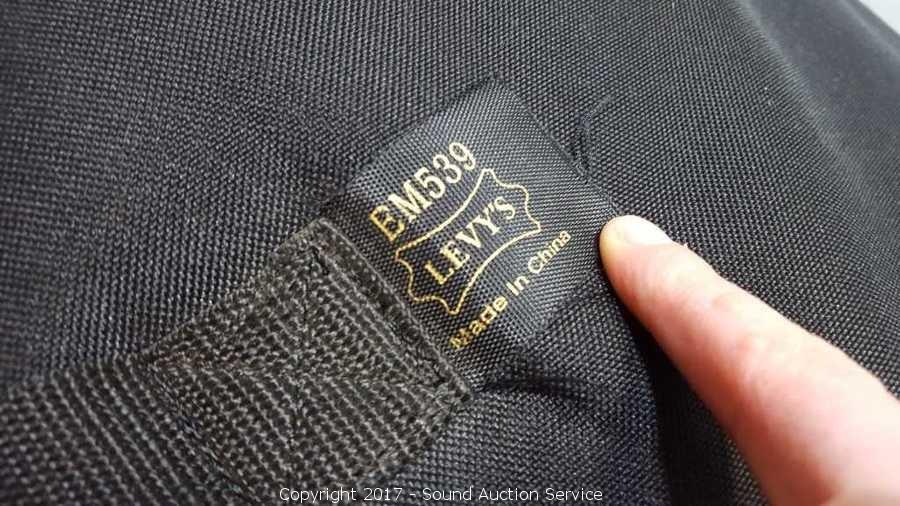 EM539
LEVY'S
Made In China
Copyright 2017 - Sound Auction Service